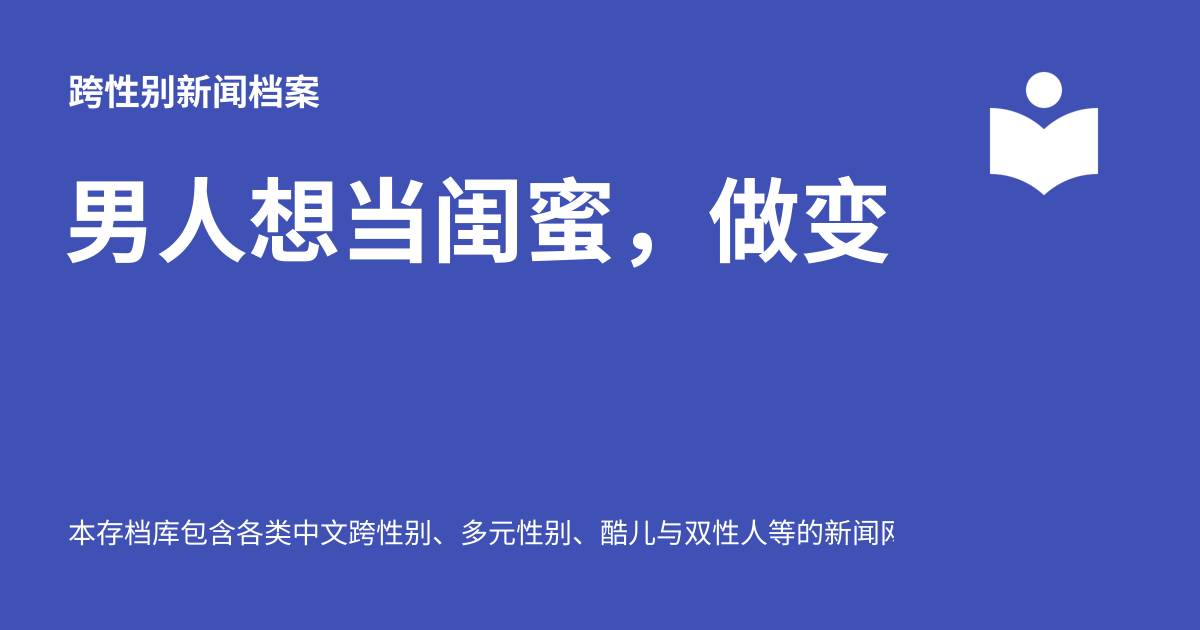 跨性别新闻档案
男人想当闺蜜，做变
本存档库包含各类中文跨性别、多元性别、酷儿与双性人等的新闻